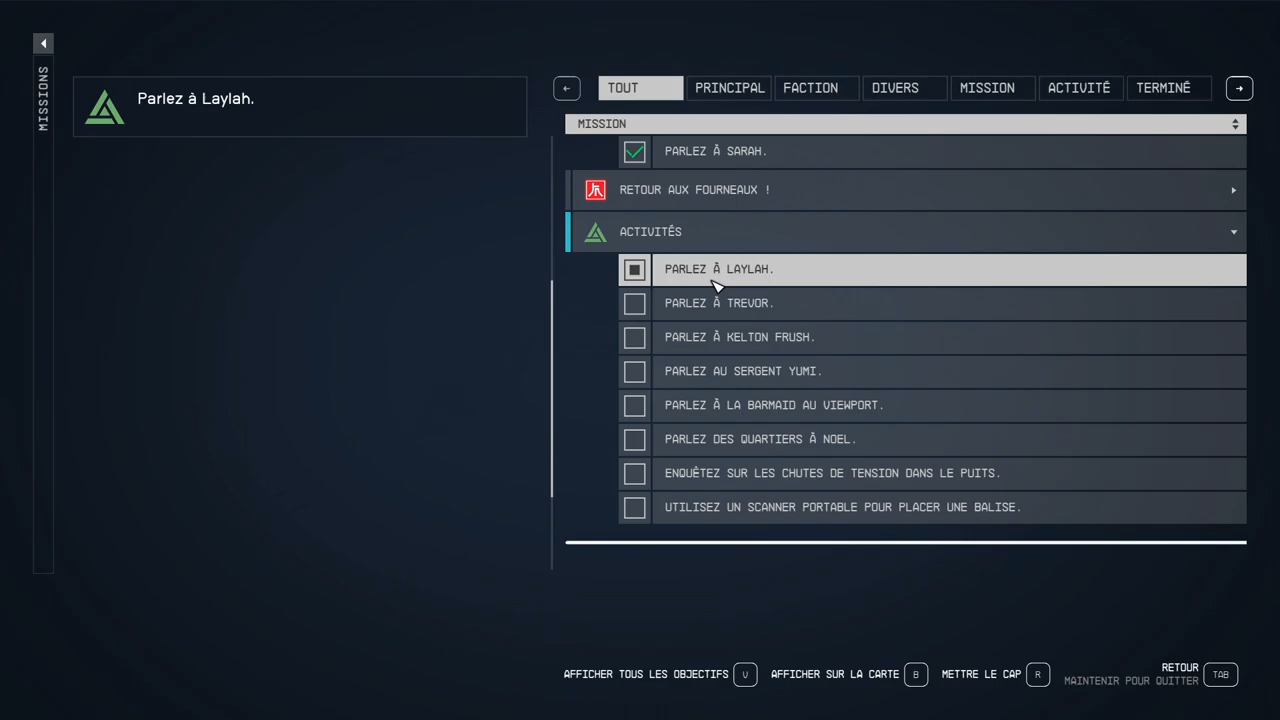 MISSIONS
Parlez à Laylah.
TOUT
PRINCIPAL
FACTION
DIVERS
MISSION
ACTIVITÉ
TERMINÉ
MISSION
PARLEZ À SARAH.
RETOUR AUX FOURNEAUX !
ACTIVITÉS
PARLEZ À LAYLAH.
PARLEZ À TREVOR.
PARLEZ À KELTON FRUSH.
PARLEZ AU SERGENT YUMI.
PARLEZ À LA BARMAID AU VIEWPORT.
PARLEZ DES QUARTIERS À NOEL.
ENQUÊTEZ SUR LES CHUTES DE TENSION DANS LE PUITS.
UTILISEZ UN SCANNER PORTABLE POUR PLACER UNE BALISE.
AFFICHER TOUS LES OBJECTIFS V
AFFICHER SUR LA CARTE B
METTRE LE CAP R
RETOUR
MAINTENIR POUR QUITTER TAB